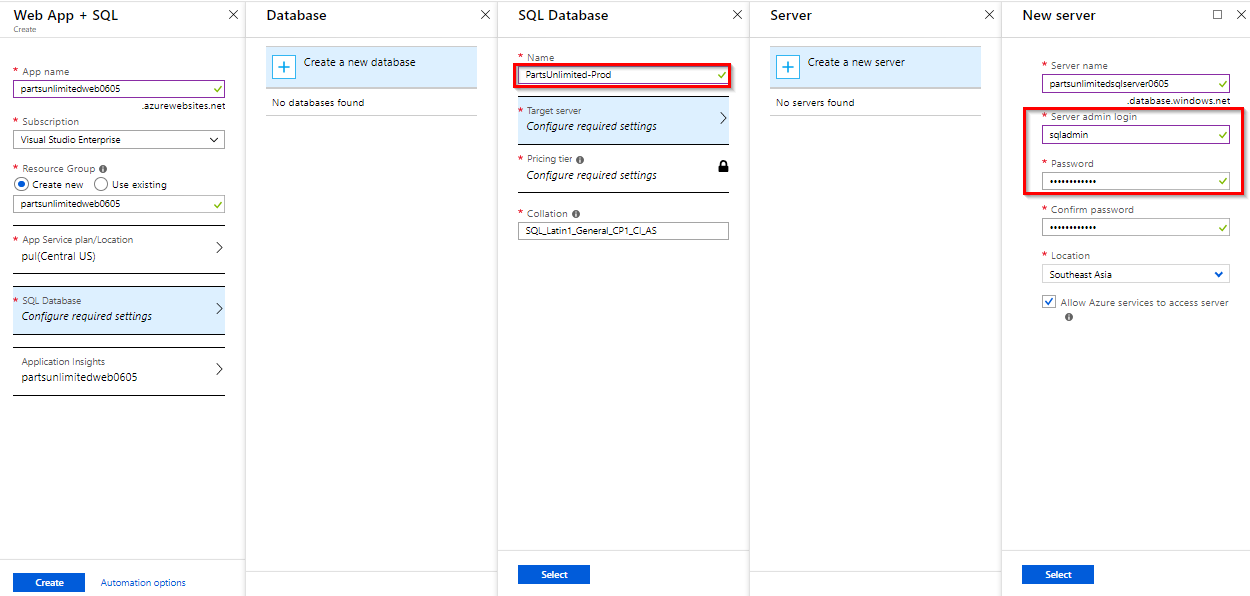 Web App + SQL
Create
* App name
partsunlimitedweb0605
.azurewebsites.net
* Subscription
Visual Studio Enterprise
* Resource Group
Create new
Use existing
partsunlimitedweb0605
* App Service plan/Location
pul(Central US)
* SQL Database
Configure required settings
Application Insights
partsunlimitedweb0605
Create
Automation options
Database
Create a new database
No databases found
SQL Database
* Name
PartsUnlimited-Prod
* Target server
Configure required settings
* Pricing tier
Configure required settings
* Collation
SQL_Latin1_General_CP1_CI_AS
Select
Server
Create a new server
No servers found
New server
* Server name
partsunlimitedsqlserver0605
.database.windows.net
* Server admin login
sqladmin
* Password
••••••••••••
* Confirm password
••••••••••••
* Location
Southeast Asia
Allow Azure services to access server
Select